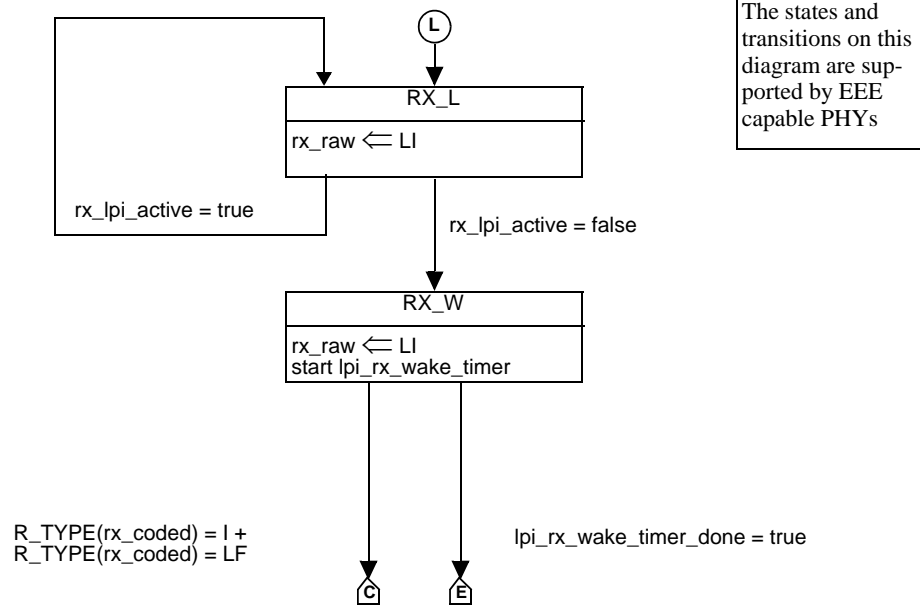 L
The states and
transitions on this
diagram are sup-
ported by EEE
capable PHYs
RX_L
rx_raw ⇐ LI
rx_lpi_active = true
rx_lpi_active = false
RX_W
rx_raw ⇐ LI
start lpi_rx_wake_timer
R_TYPE(rx_coded) = I +
R_TYPE(rx_coded) = LF
lpi_rx_wake_timer_done = true
C
E